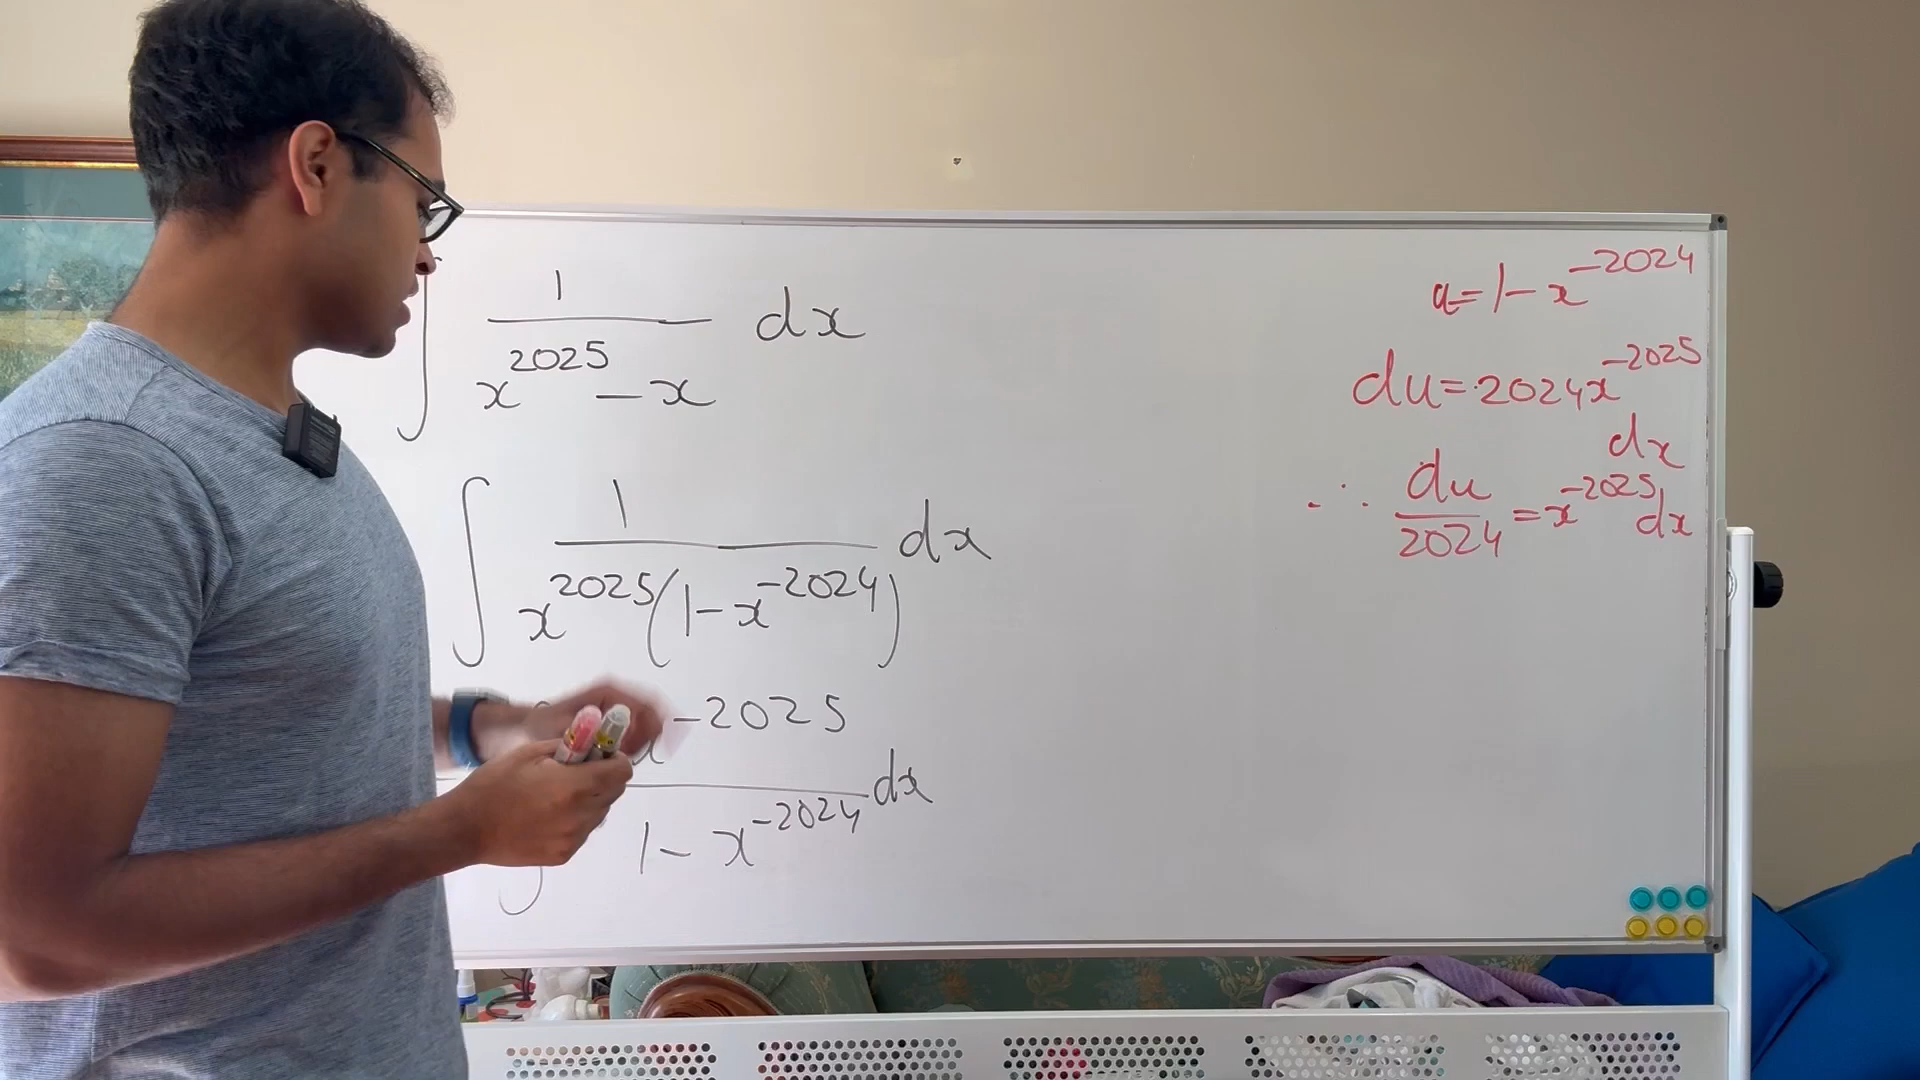 ∫ 1/(x^2025 − x) dx
∫ 1/(x^2025(1 − x^−2024)) dx
∫ x^−2025/(1 − x^−2024) dx
u = 1 − x^−2024
du = 2024x^−2025
dx
∴ du/2024 = x^−2025 dx